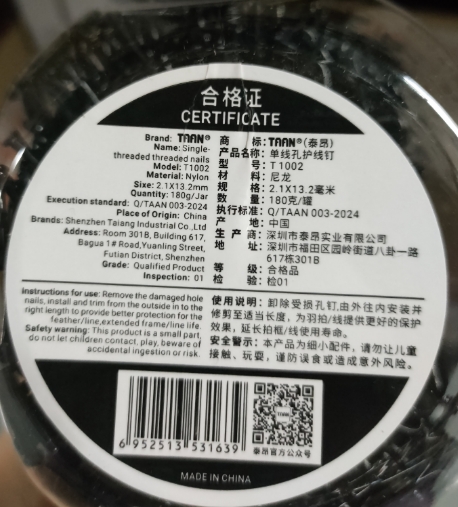 合格证
CERTIFICATE
Brand: TAAN®
Name: Single-
threaded threaded nails
Model: T1002
Material: Nylon
Size: 2.1X13.2mm
Quantity: 180g/Jar
Execution standard: Q/TAAN 003-2024
Place of Origin: China
Brands: Shenzhen Taiang Industrial Co.,Ltd
Address: Room 301B, Building 617,
Bagua 1# Road,Yuanling Street,
Futian District, Shenzhen
Grade: Qualified Product
Inspection: 01
商标:TAAN®(泰昂)
产品名称:单线孔护线钉
型号:T1002
材料:尼龙
规格:2.1X13.2毫米
数量:180克/罐
执行标准:Q/TAAN 003-2024
产地:中国
生产商:深圳市泰昂实业有限公司
地址:深圳市福田区园岭街道八卦一路
617栋301B
等级:合格品
检验:检01
Instructions for use: Remove the damaged hole
nails, install and trim from the outside in to the
right length to provide better protection for the
feather/line,extended frame/line life.
Safety warning: This product is a small part,
do not let children contact, play, beware of
accidental ingestion or risk.
使用说明:卸除受损孔钉,由外往内安装并
修剪至适当长度,为羽拍/线提供更好的保护
效果,延长拍框/线使用寿命。
安全警示:本产品为细小配件,请勿让儿童
接触、玩耍,谨防误食或造成意外风险。
6 952513 531639
TAAN
泰昂官方公众号
MADE IN CHINA